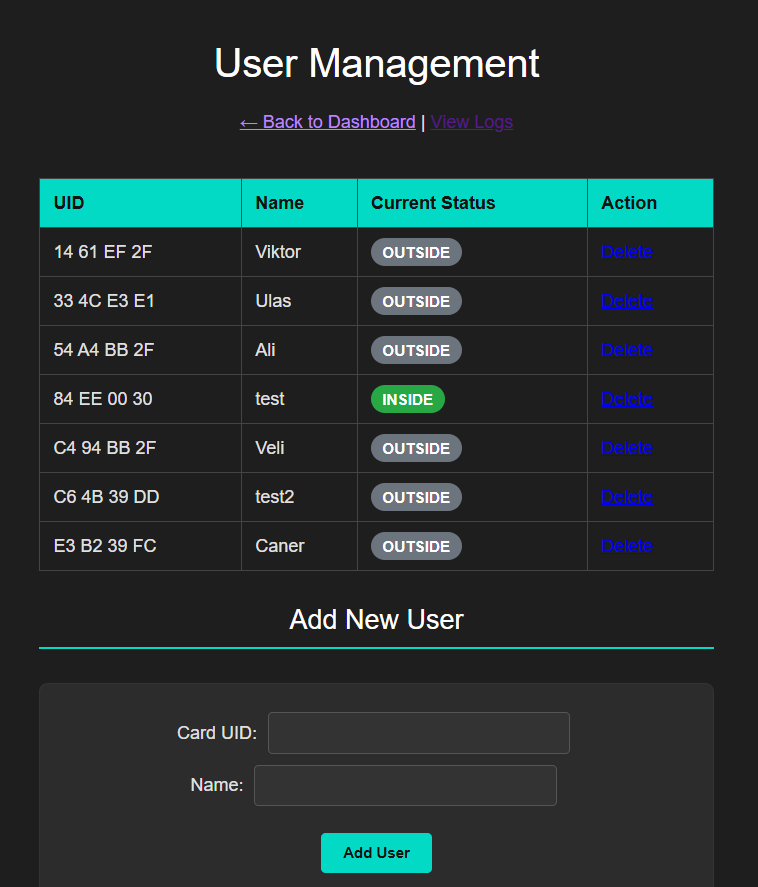 User Management
← Back to Dashboard | View Logs
UID Name Current Status Action
14 61 EF 2F Viktor OUTSIDE Delete
33 4C E3 E1 Ulas OUTSIDE Delete
54 A4 BB 2F Ali OUTSIDE Delete
84 EE 00 30 test INSIDE Delete
C4 94 BB 2F Veli OUTSIDE Delete
C6 4B 39 DD test2 OUTSIDE Delete
E3 B2 39 FC Caner OUTSIDE Delete
Add New User
Card UID:
Name:
Add User